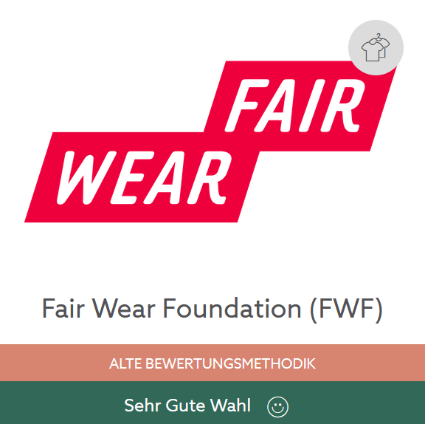 FAIR
WEAR
Fair Wear Foundation (FWF)
ALTE BEWERTUNGSMETHODIK
Sehr Gute Wahl